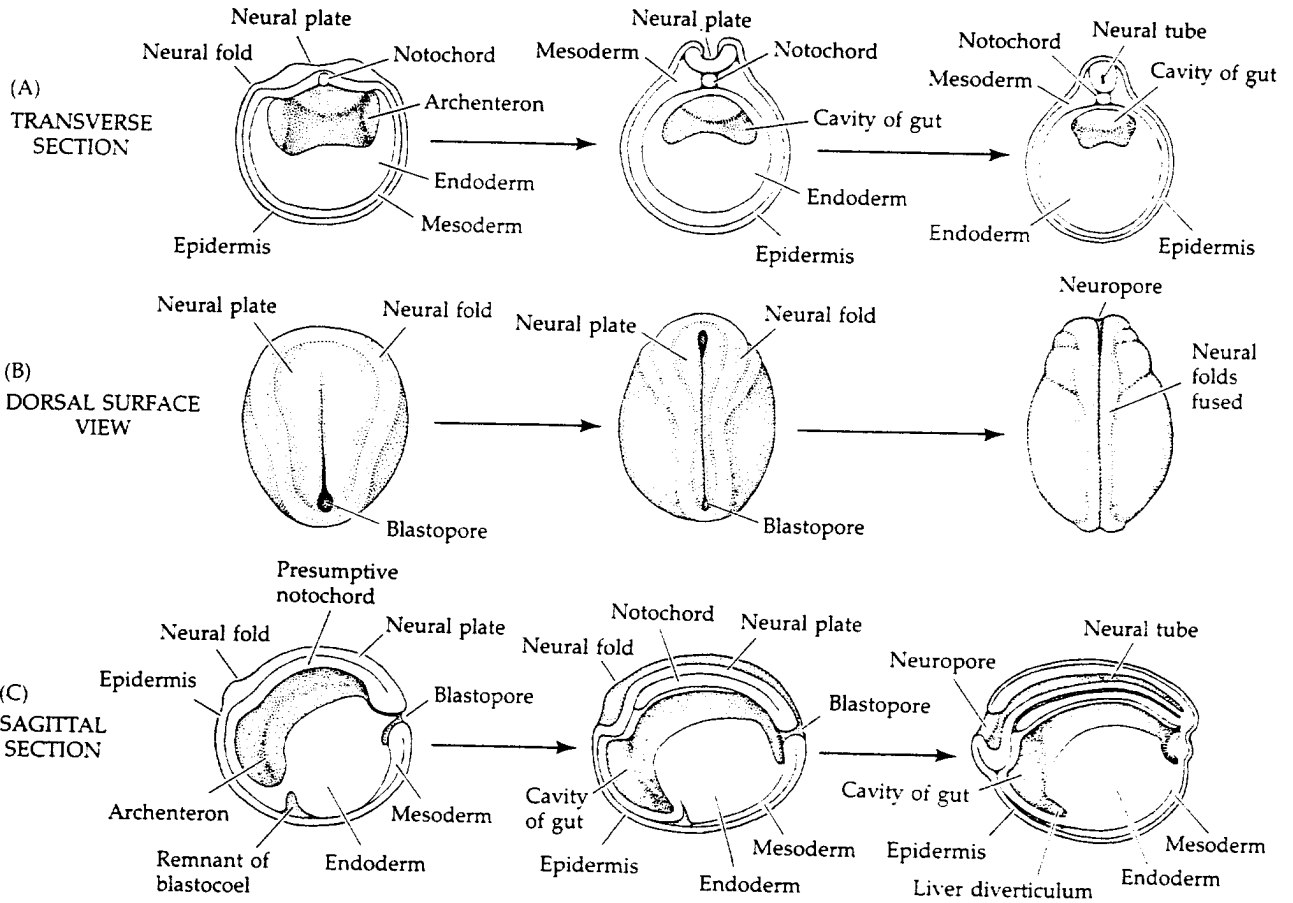 (A)
TRANSVERSE
SECTION
Neural plate
Neural fold
Notochord
Archenteron
Endoderm
Mesoderm
Epidermis
Neural plate
Mesoderm
Notochord
Cavity of gut
Endoderm
Epidermis
Notochord
Neural tube
Mesoderm
Cavity of gut
Endoderm
Epidermis
(B)
DORSAL SURFACE
VIEW
Neural plate
Neural fold
Blastopore
Neural plate
Neural fold
Blastopore
Neuropore
Neural
folds
fused
(C)
SAGITTAL
SECTION
Presumptive
notochord
Neural fold
Neural plate
Epidermis
Blastopore
Archenteron
Mesoderm
Remnant of
blastocoel
Endoderm
Notochord
Neural fold
Neural plate
Blastopore
Cavity
of gut
Epidermis
Mesoderm
Endoderm
Neural tube
Neuropore
Cavity of gut
Epidermis
Mesoderm
Liver diverticulum
Endoderm